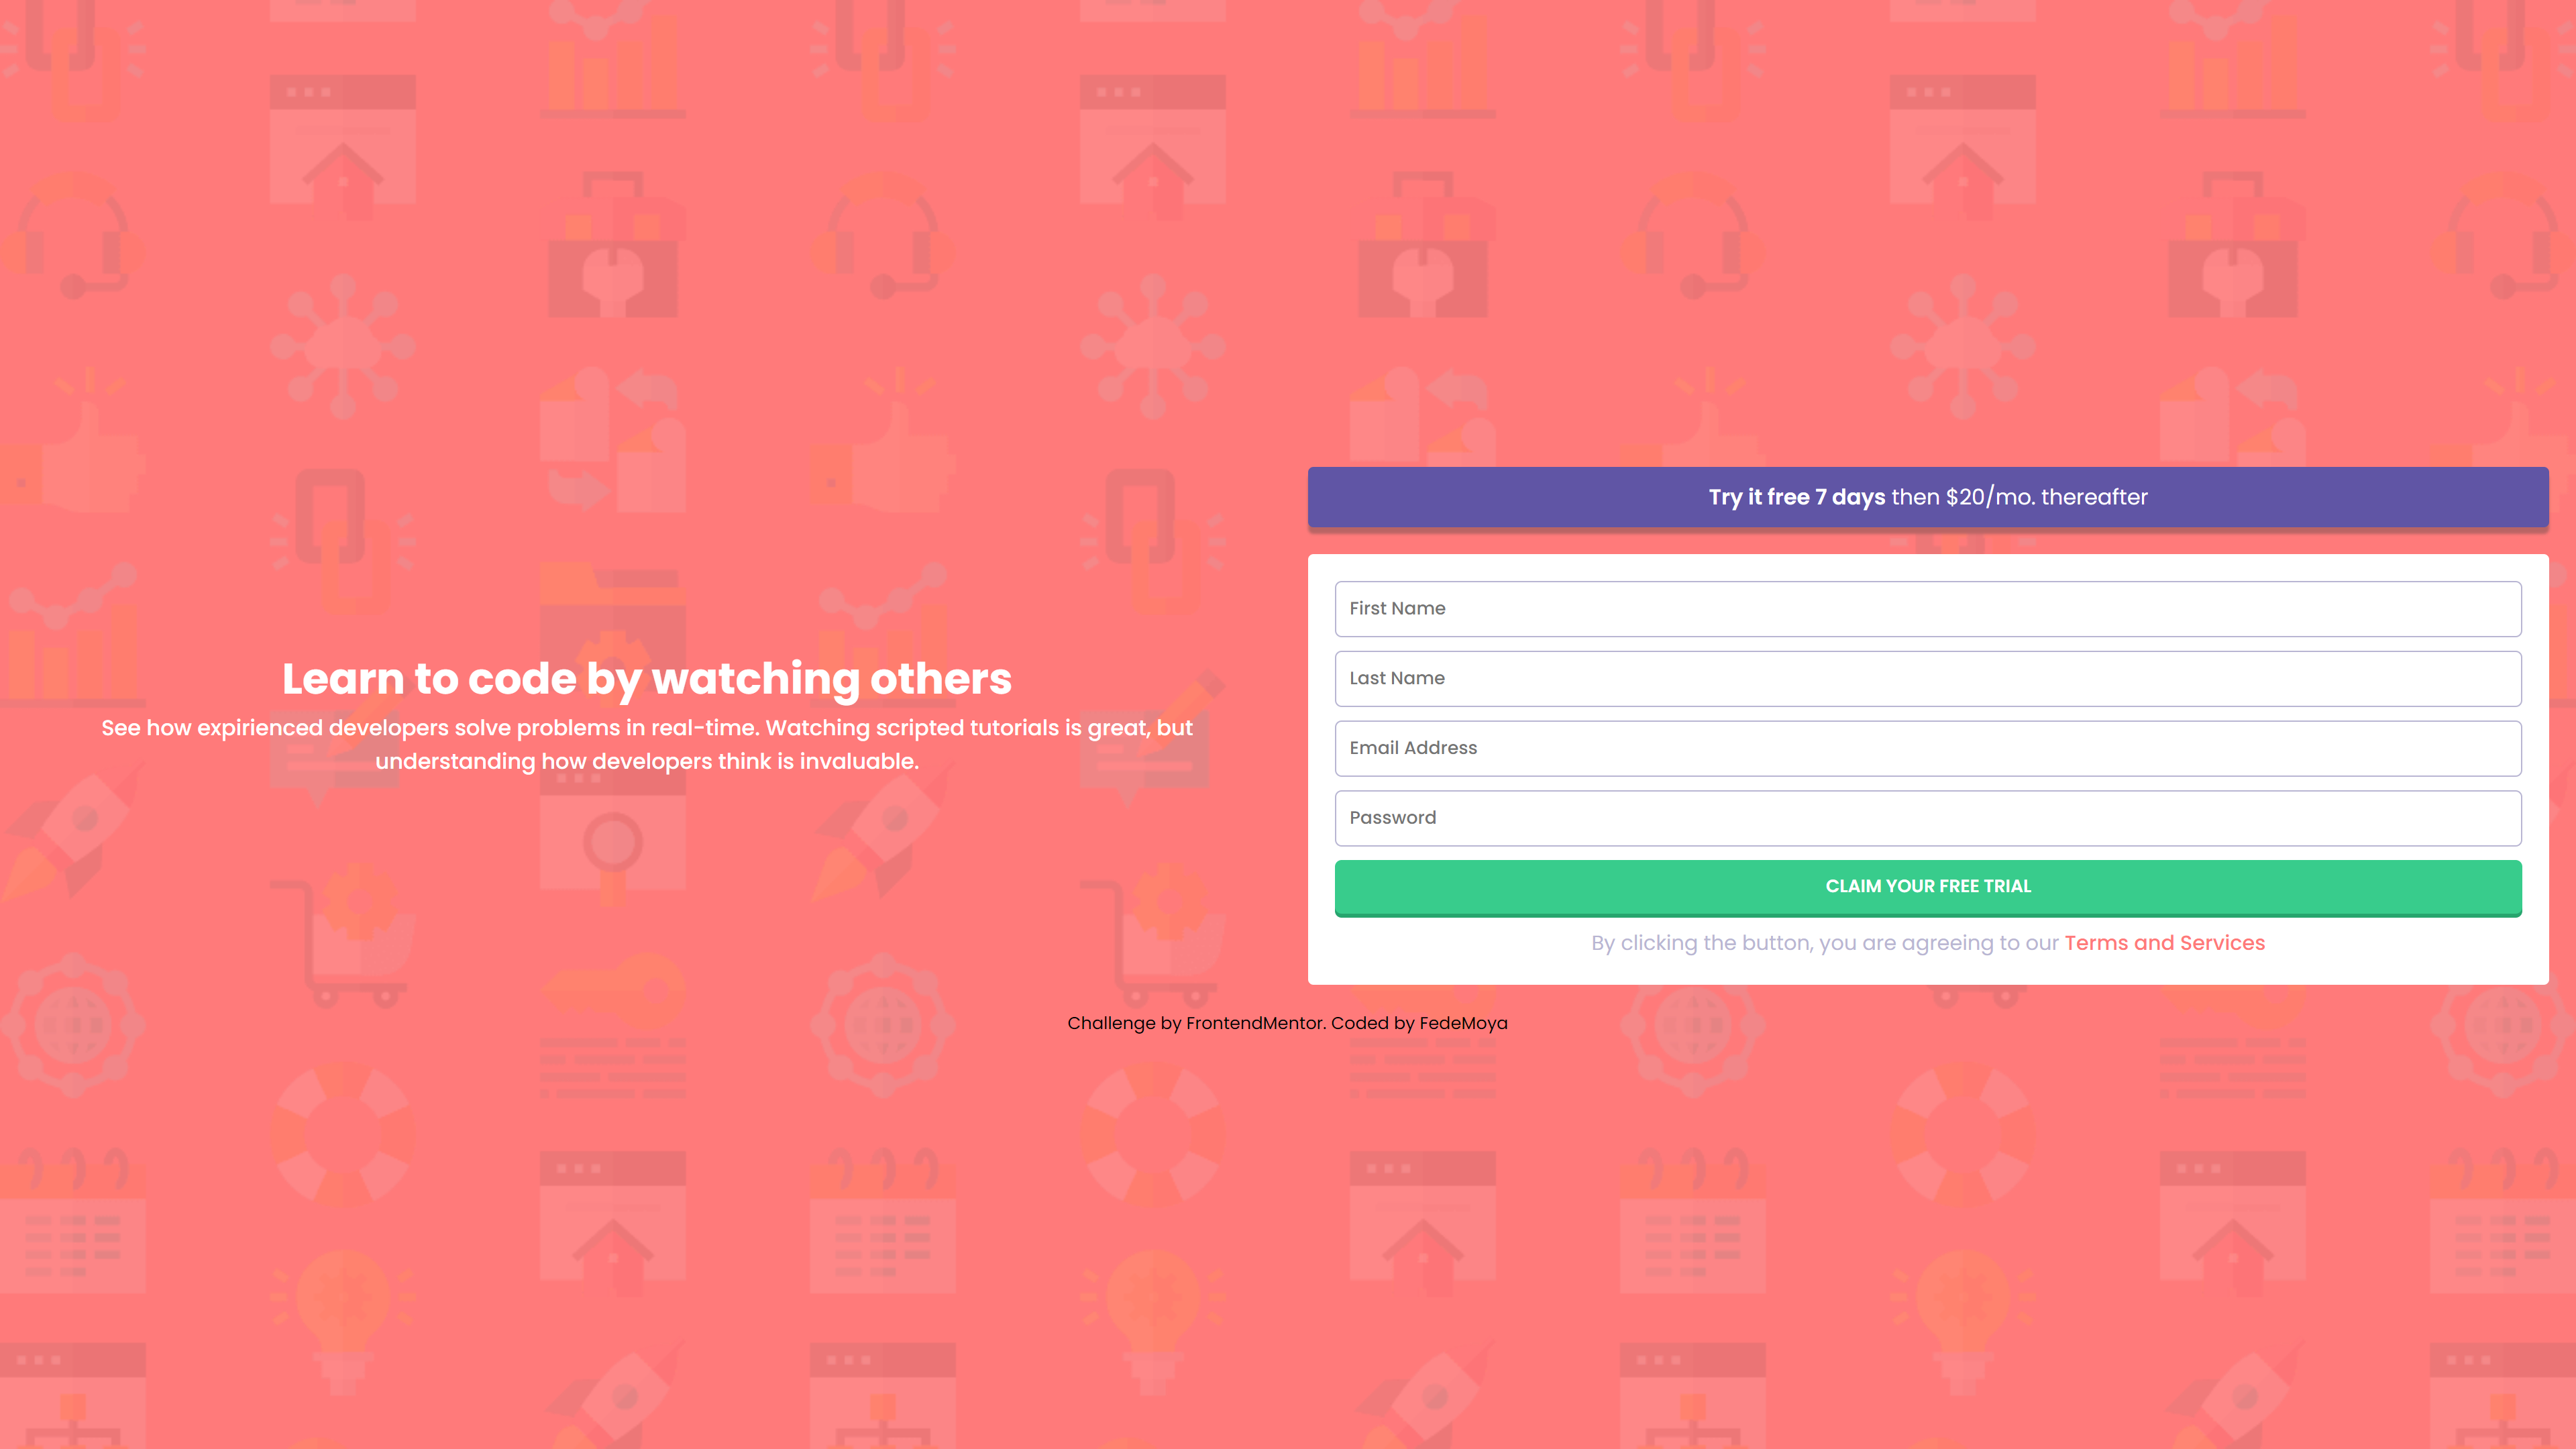 Learn to code by watching others
See how expirienced developers solve problems in real-time. Watching scripted tutorials is great, but
understanding how developers think is invaluable.
Try it free 7 days then $20/mo. thereafter
First Name
Last Name
Email Address
Password
CLAIM YOUR FREE TRIAL
By clicking the button, you are agreeing to our Terms and Services
Challenge by FrontendMentor. Coded by FedeMoya